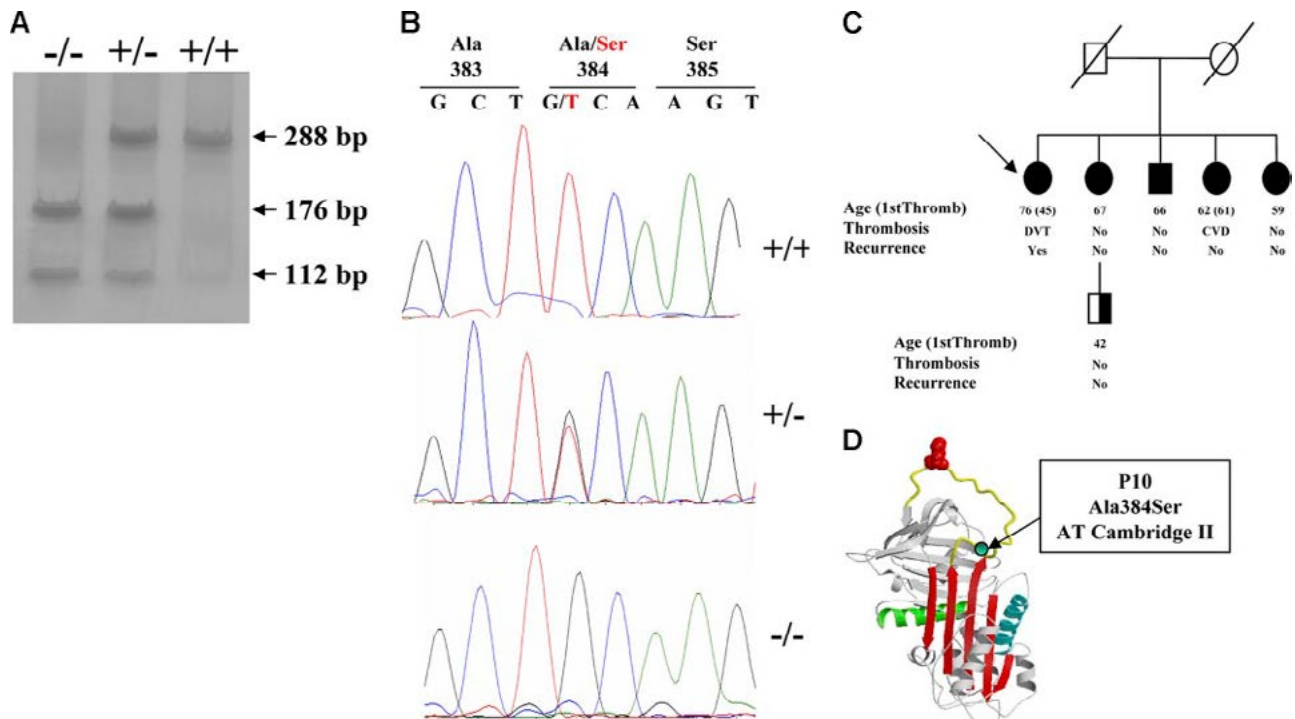 A
-/- +/- +/+
288 bp
176 bp
112 bp
B
Ala Ala/Ser Ser
383 384 385
G C T G/T C A A G T
+/+
+/-
-/-
C
Age (1stThromb) 76 (45) 67 66 62 (61) 59
Thrombosis DVT No No CVD No
Recurrence Yes No No No No
Age (1stThromb) 42
Thrombosis No
Recurrence No
D
P10
Ala384Ser
AT Cambridge II